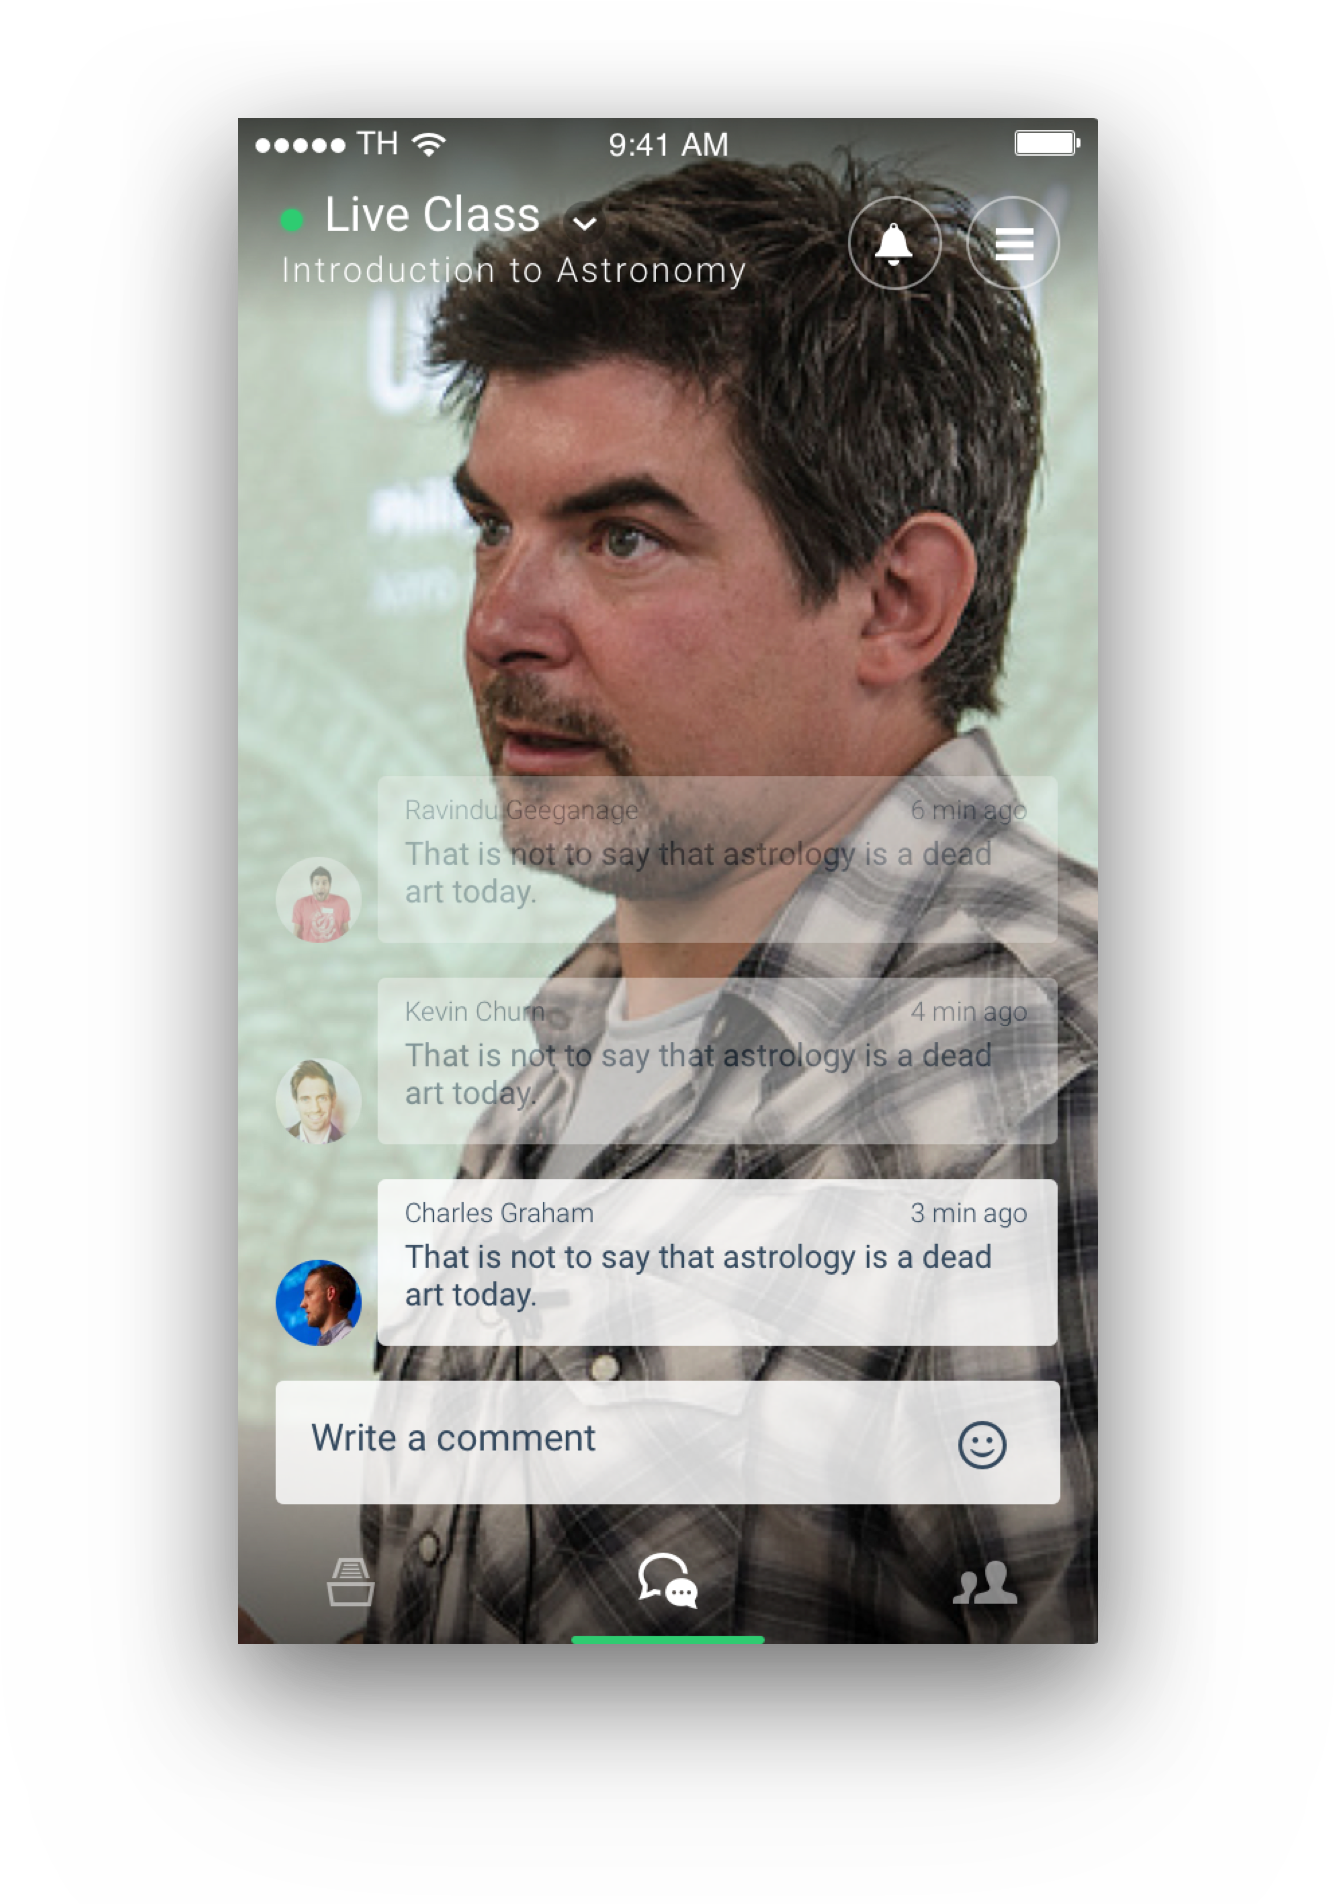 TH 9:41 AM
Live Class
Introduction to Astronomy
Ravindu Geeganage 6 min ago
That is not to say that astrology is a dead
art today.
Kevin Churn 4 min ago
That is not to say that astrology is a dead
art today.
Charles Graham 3 min ago
That is not to say that astrology is a dead
art today.
Write a comment